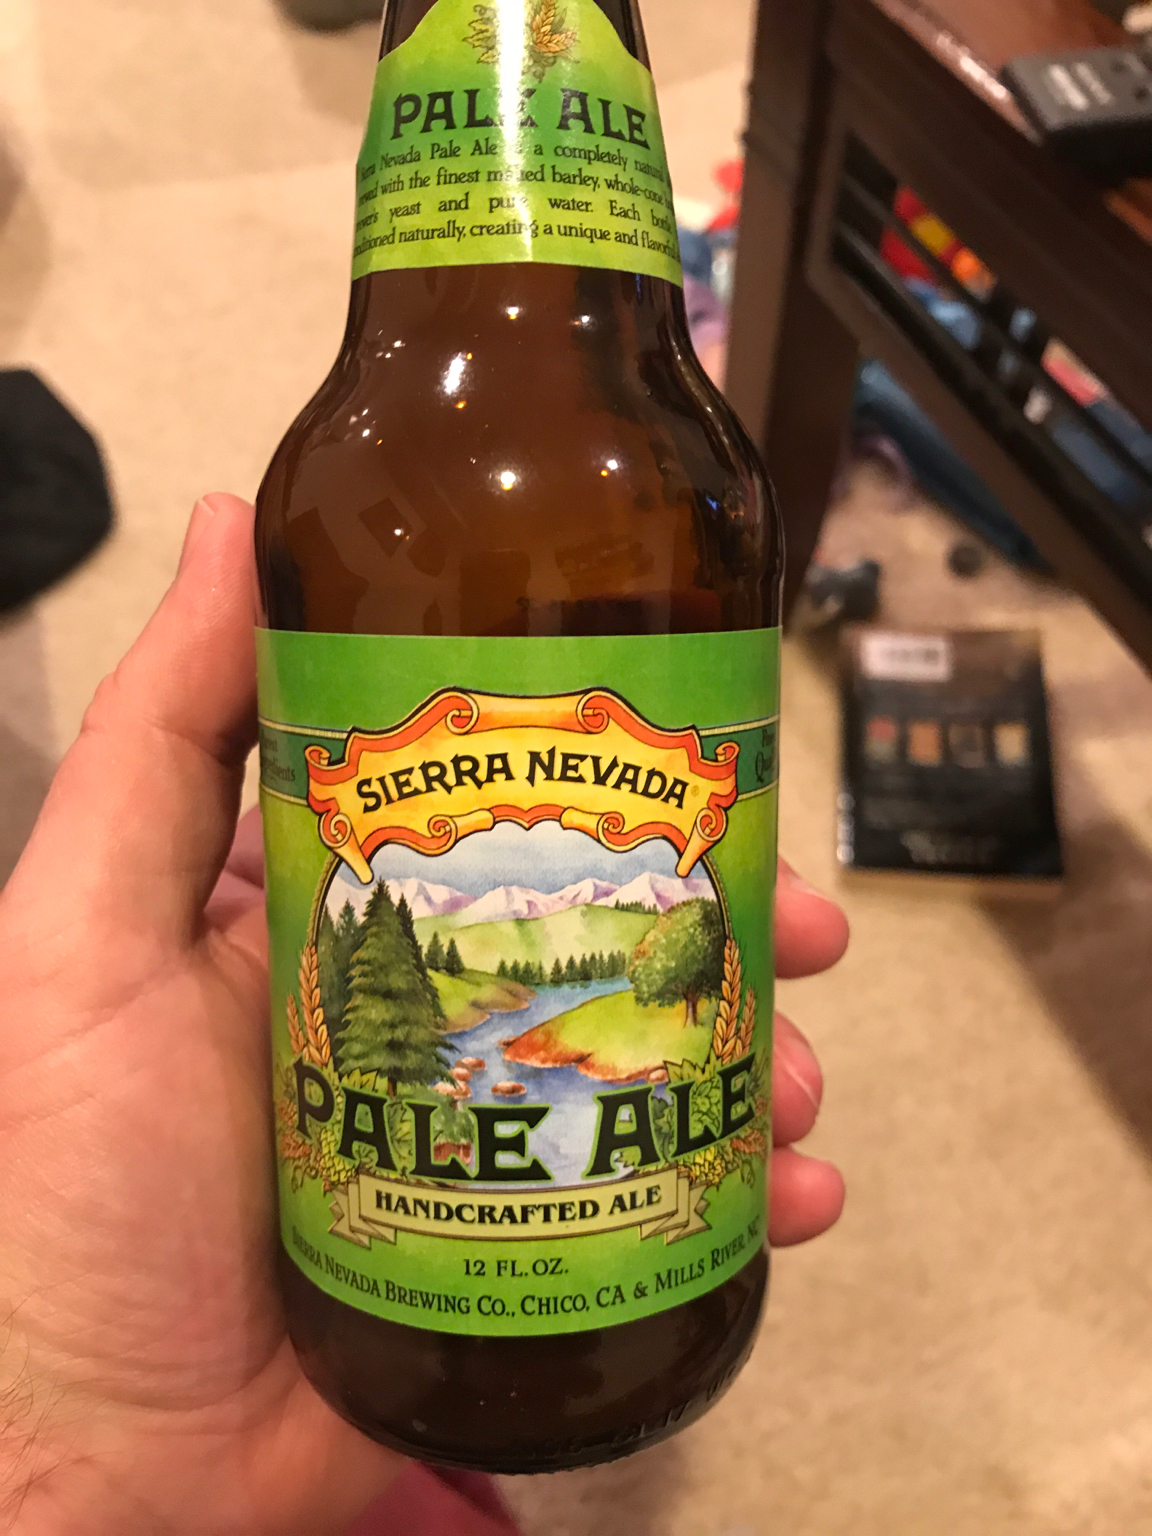 PALE ALE
Nevada Pale Ale is a completely
with the finest malted barley, whole-cone
yeast and pure water. Each
naturally, creating a unique and
SIERRA NEVADA
PALE ALE
HANDCRAFTED ALE
12 FL. OZ.
SIERRA NEVADA BREWING CO., CHICO, CA & MILLS RIVER, NC